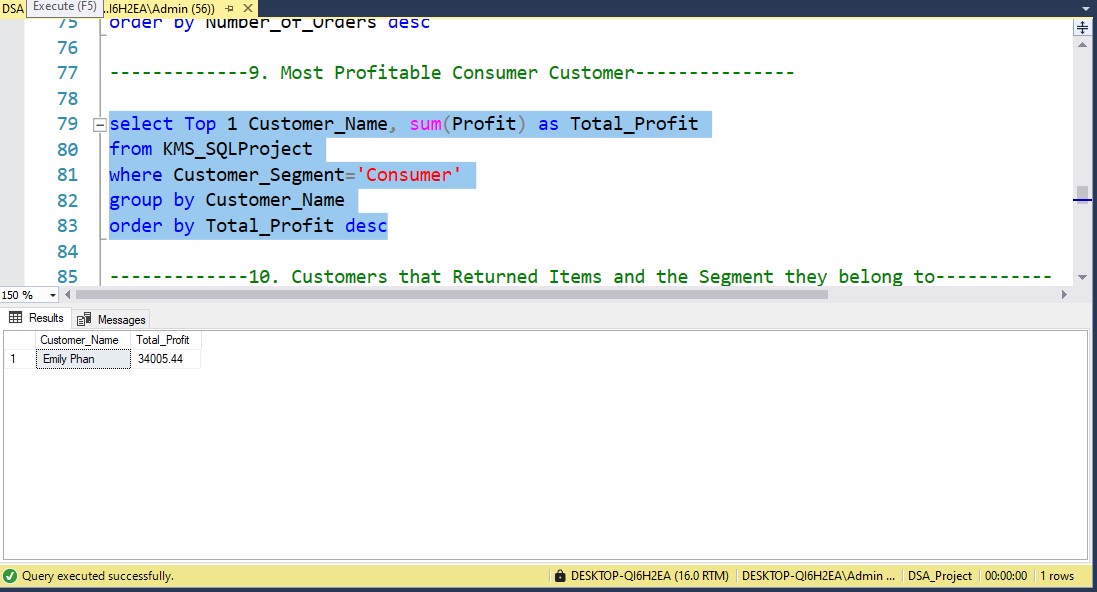 DSA
Execute (F5)
..I6H2EA\Admin (56))
75 order by Number_of_Orders desc
76
77 -------------9. Most Profitable Consumer Customer---------------
78
79 select Top 1 Customer_Name, sum(Profit) as Total_Profit
80 from KMS_SQLProject
81 where Customer_Segment='Consumer'
82 group by Customer_Name
83 order by Total_Profit desc
84
85 -------------10. Customers that Returned Items and the Segment they belong to-----------
150 %
Results Messages
Customer_Name Total_Profit
1 Emily Phan 34005.44
Query executed successfully. DESKTOP-QI6H2EA (16.0 RTM) DESKTOP-QI6H2EA\Admin ... DSA_Project 00:00:00 1 rows